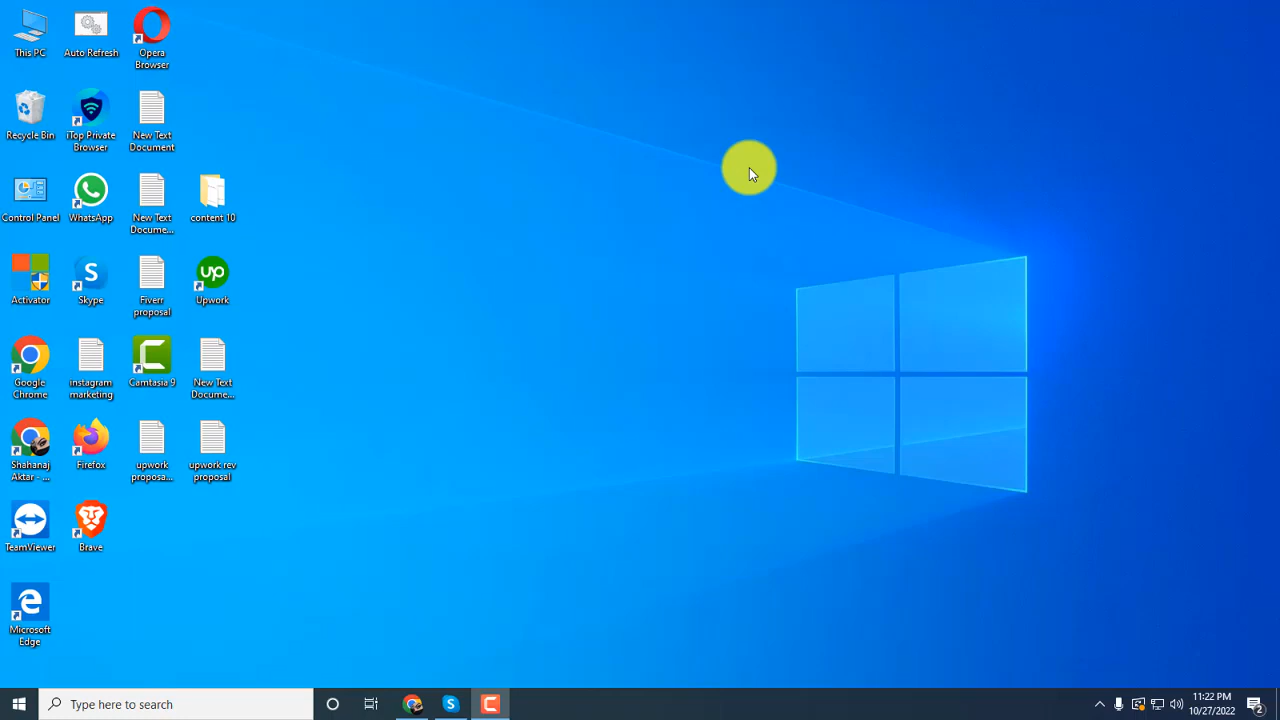 This PC
Auto Refresh
Opera
Browser
Recycle Bin
iTop Private
Browser
New Text
Document
Control Panel
WhatsApp
New Text
Docume...
content 10
Activator
S
Skype
Fiverr
proposal
up
Upwork
Google
Chrome
instagram
marketing
C
Camtasia 9
New Text
Docume...
Shahanaj
Aktar - ...
Firefox
upwork
proposa...
upwork rev
proposal
TeamViewer
Brave
Microsoft
Edge
Type here to search
S
C
11:22 PM
10/27/2022
2